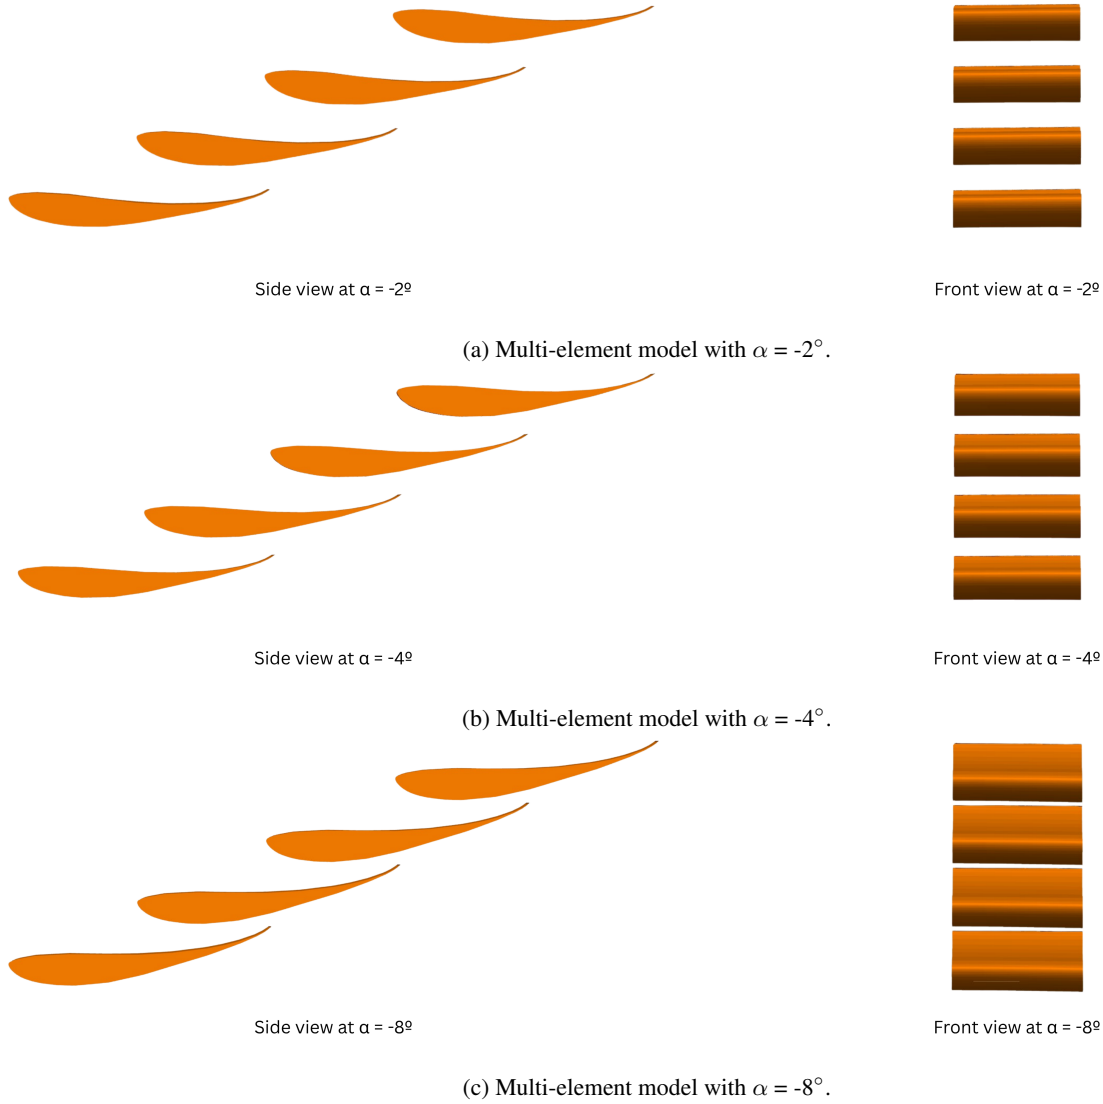 Side view at α = -2º
Front view at α = -2º
(a) Multi-element model with α = -2°.
Side view at α = -4º
Front view at α = -4º
(b) Multi-element model with α = -4°.
Side view at α = -8º
Front view at α = -8º
(c) Multi-element model with α = -8°.